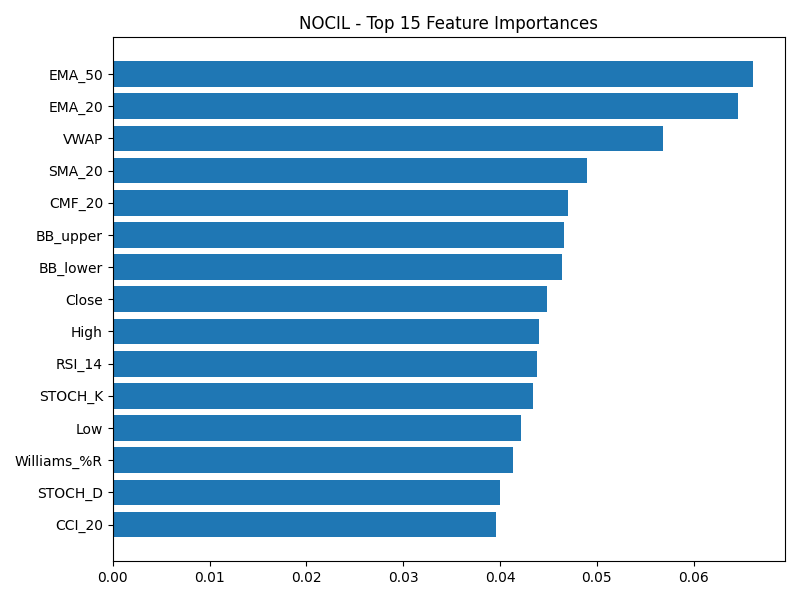 NOCIL - Top 15 Feature Importances
EMA_50
EMA_20
VWAP
SMA_20
CMF_20
BB_upper
BB_lower
Close
High
RSI_14
STOCH_K
Low
Williams_%R
STOCH_D
CCI_20
0.00 0.01 0.02 0.03 0.04 0.05 0.06